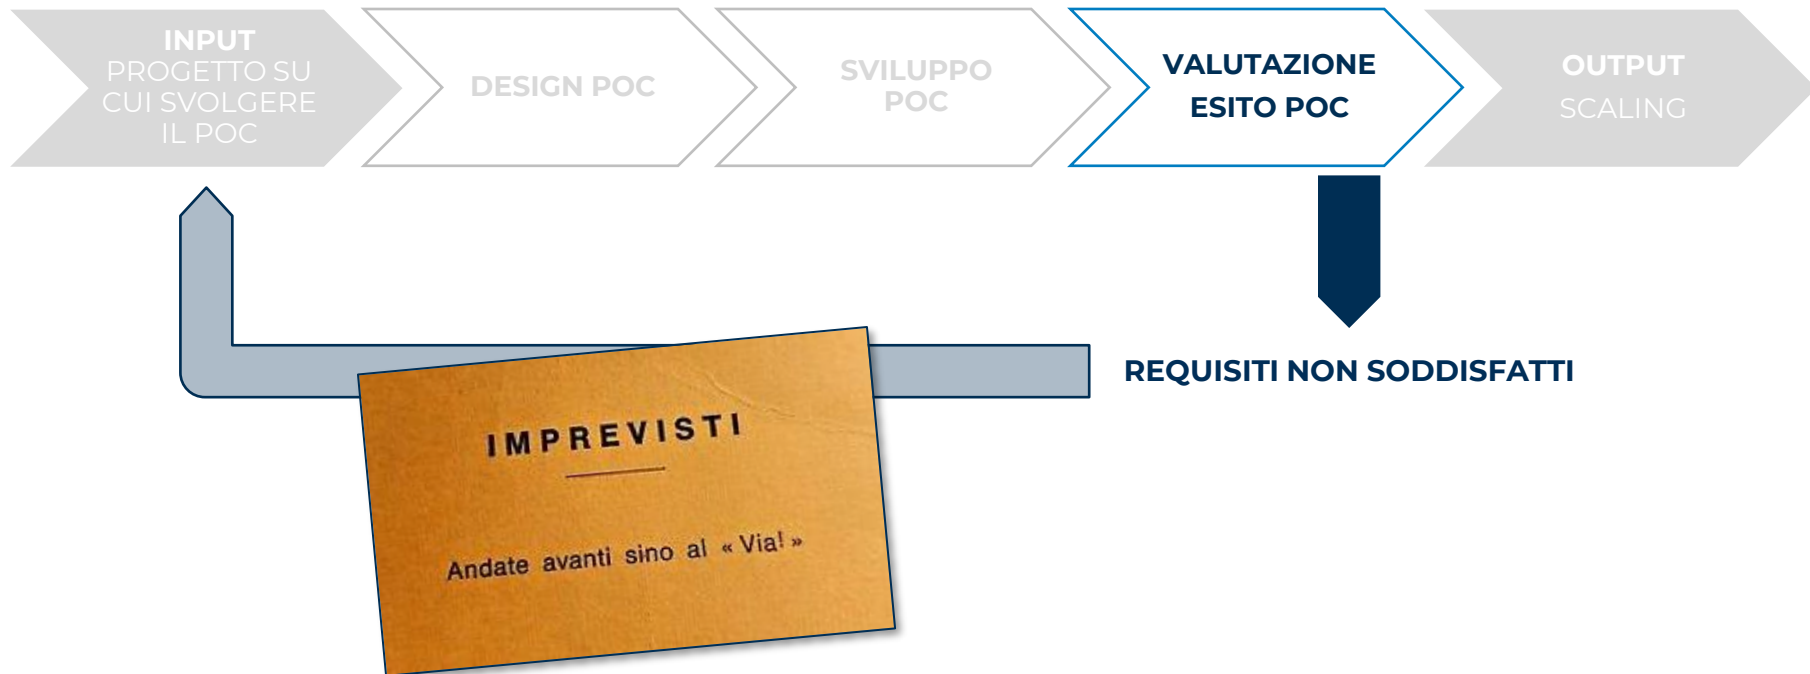 INPUT
PROGETTO SU
CUI SVOLGERE
IL POC
DESIGN POC
SVILUPPO
POC
VALUTAZIONE
ESITO POC
OUTPUT
SCALING
REQUISITI NON SODDISFATTI
IMPREVISTI
Andate avanti sino al « Via! »